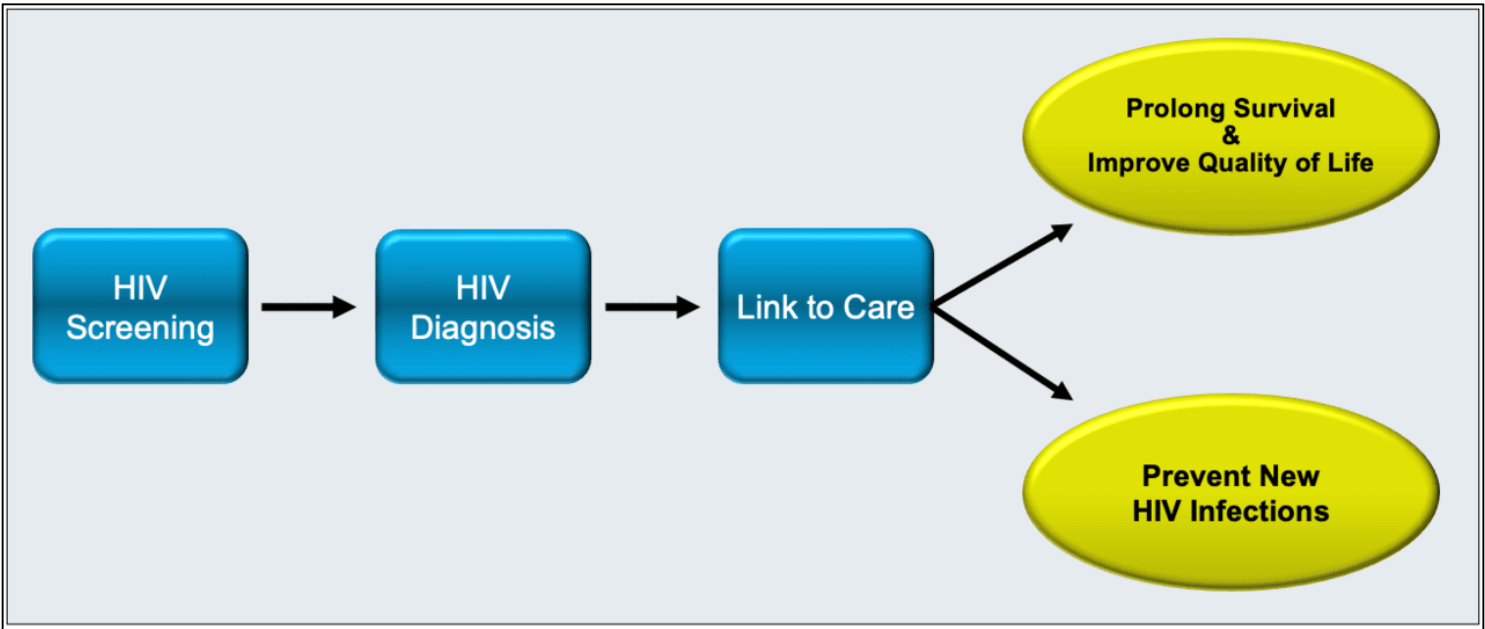 HIV
Screening
HIV
Diagnosis
Link to Care
Prolong Survival
&
Improve Quality of Life
Prevent New
HIV Infections